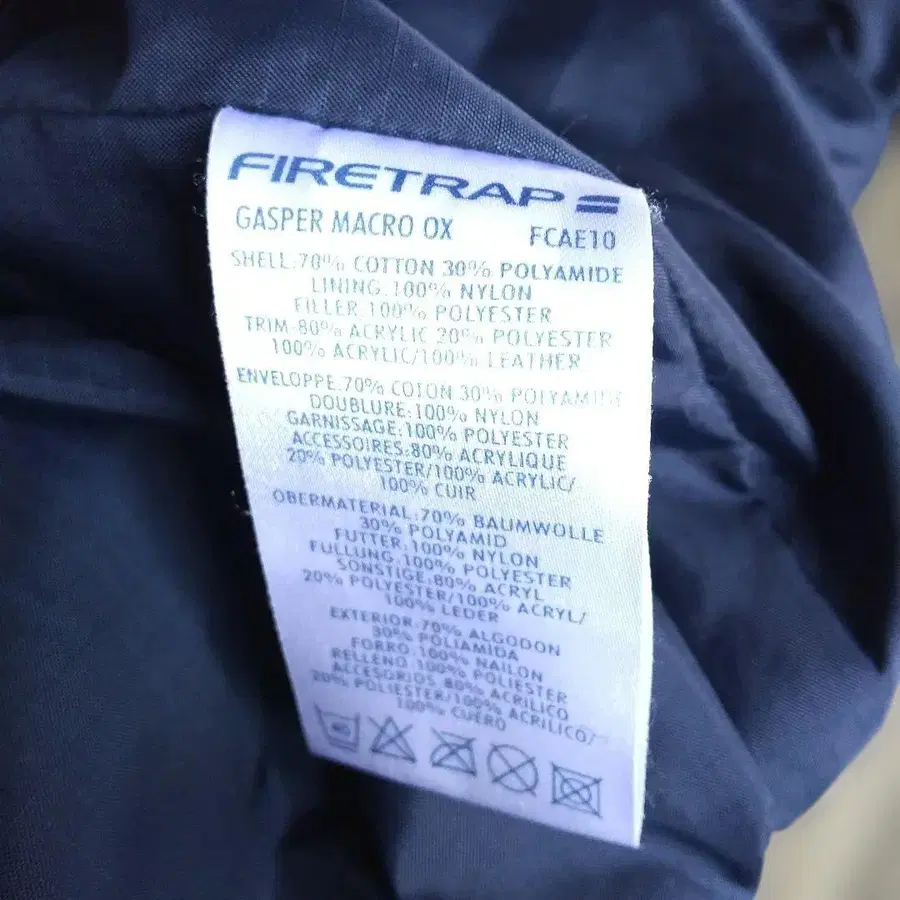 FIRETRAP
GASPER MACRO OX FCAE10
SHELL:70% COTTON 30% POLYAMIDE
LINING:100% NYLON
FILLER:100% POLYESTER
TRIM-80% ACRYLIC 20% POLYESTER
100% ACRYLIC/100% LEATHER
ENVELOPPE:70% COTON 30% POLYAMIDE
DOUBLURE:100% NYLON
GARNISSAGE:100% POLYESTER
ACCESSOIRES:80% ACRYLIQUE
20% POLYESTER/100% ACRYLIC/
100% CUIR
OBERMATERIAL:70% BAUMWOLLE
30% POLYAMID
FUTTER:100% NYLON
FULLUNG:100% POLYESTER
SONSTIGE:80% ACRYL
20% POLYESTER/100% ACRYL/
100% LEDER
EXTERIOR:70% ALGODON
30% POLIAMIDA
FORRO:100% NAILON
RELLENO:100% POLIESTER
ACCESORIOS:80% ACRILICO
20% POLIESTER/100% ACRILICO/
100% CUERO
40